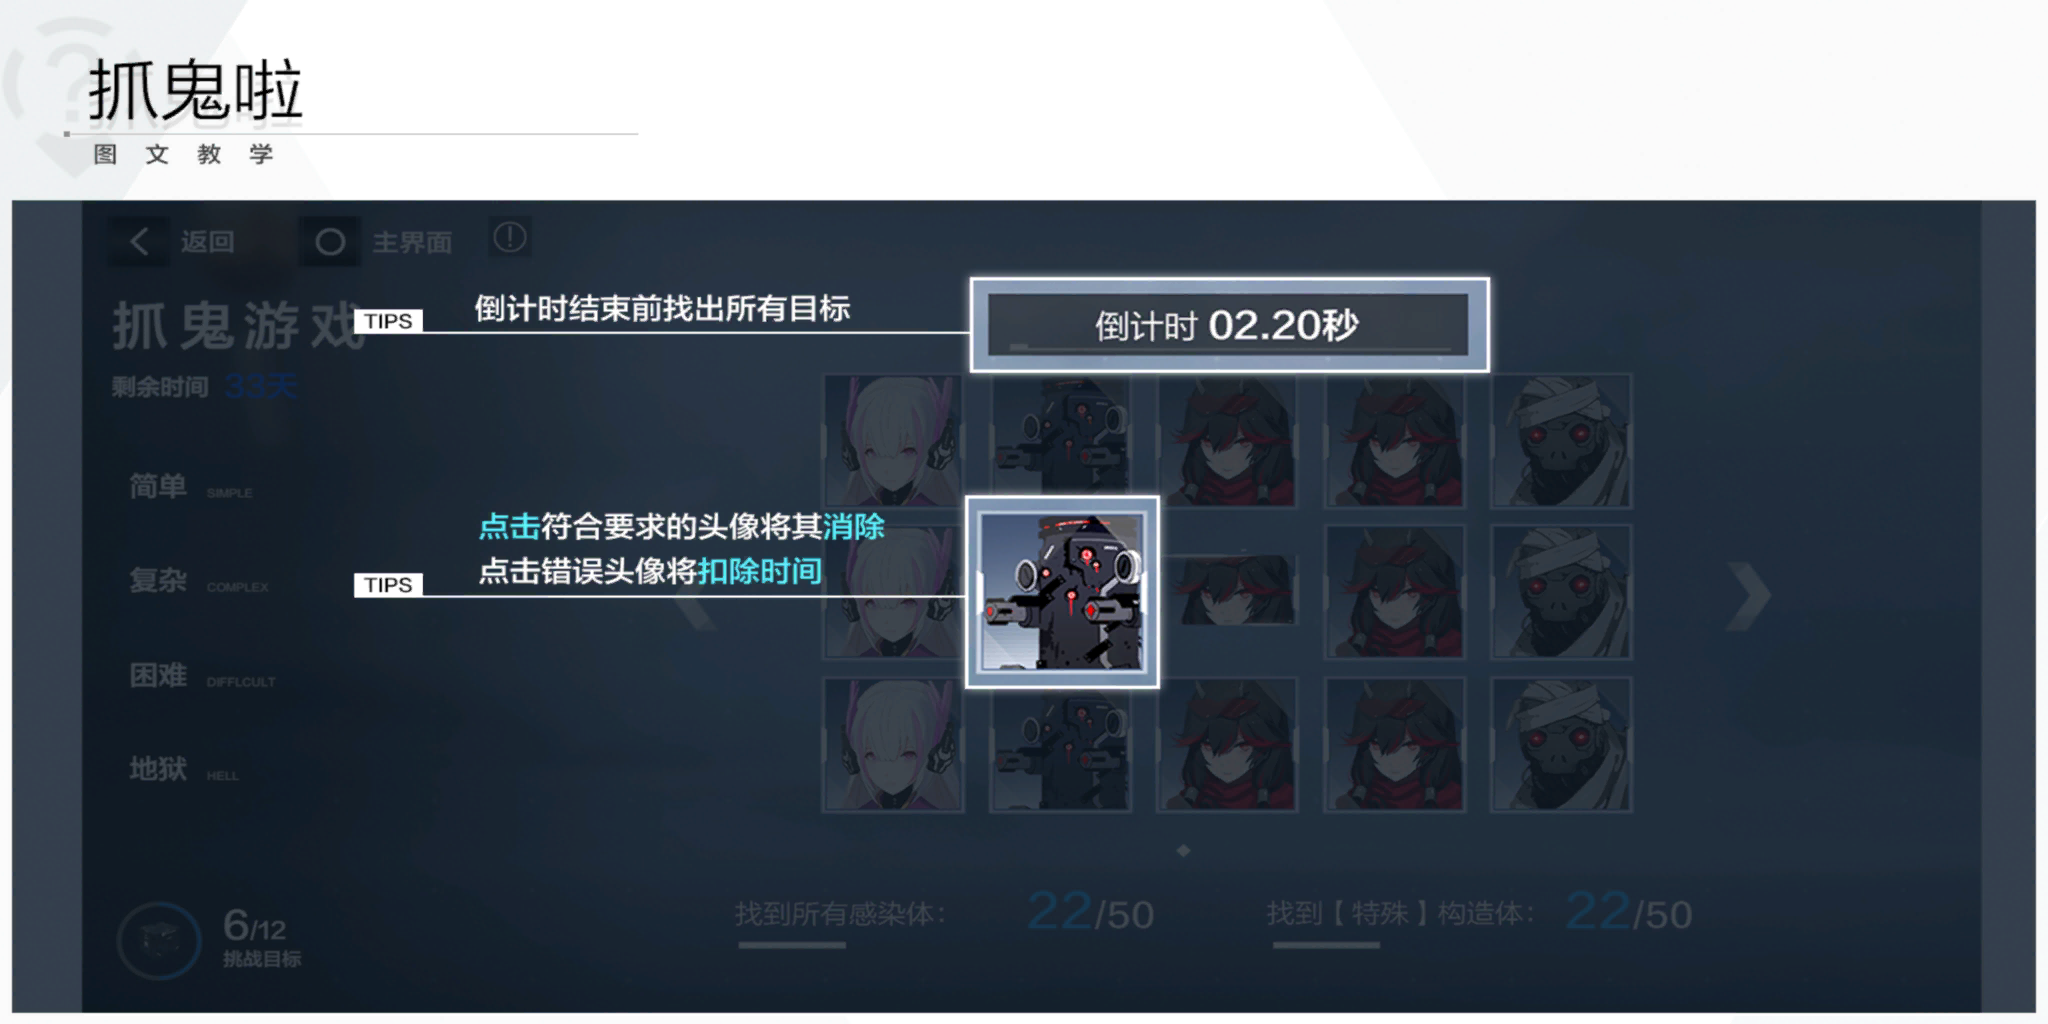 抓鬼啦
图文教学
返回
主界面
抓鬼游戏
TIPS
倒计时结束前找出所有目标
倒计时 02.20秒
剩余时间 33天
简单 SIMPLE
点击符合要求的头像将其消除
点击错误头像将扣除时间
TIPS
复杂 COMPLEX
困难 DIFFLCULT
地狱 HELL
6/12
挑战目标
找到所有感染体： 22/50
找到【特殊】构造体： 22/50